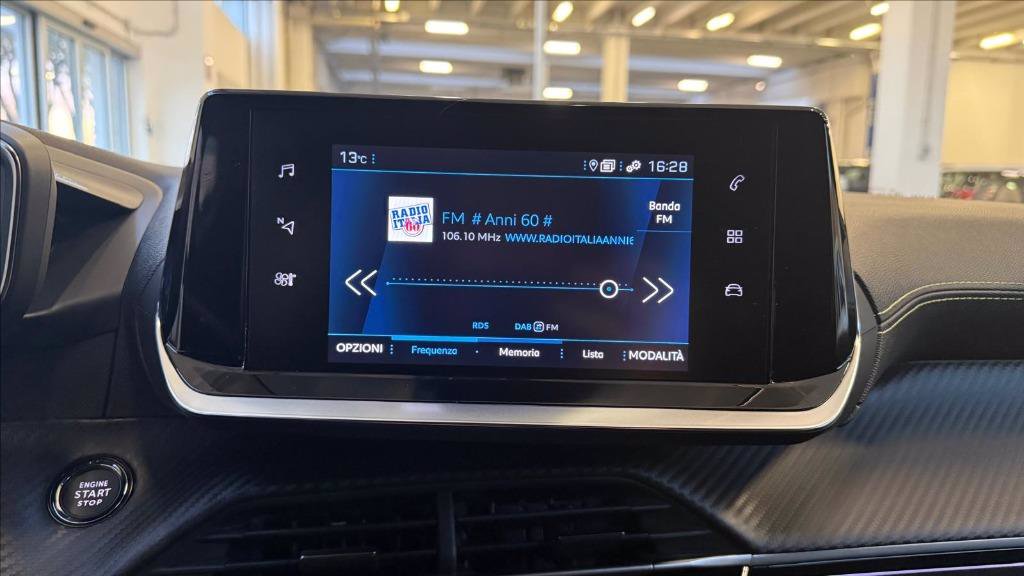 13°C
16:28
RADIO
ITALIA
60
FM # Anni 60 #
106.10 MHz WWW.RADIOITALIAANNI6
Banda
FM
N
RDS DAB FM
OPZIONI Frequenza Memoria Lista MODALITÀ
ENGINE
START
STOP